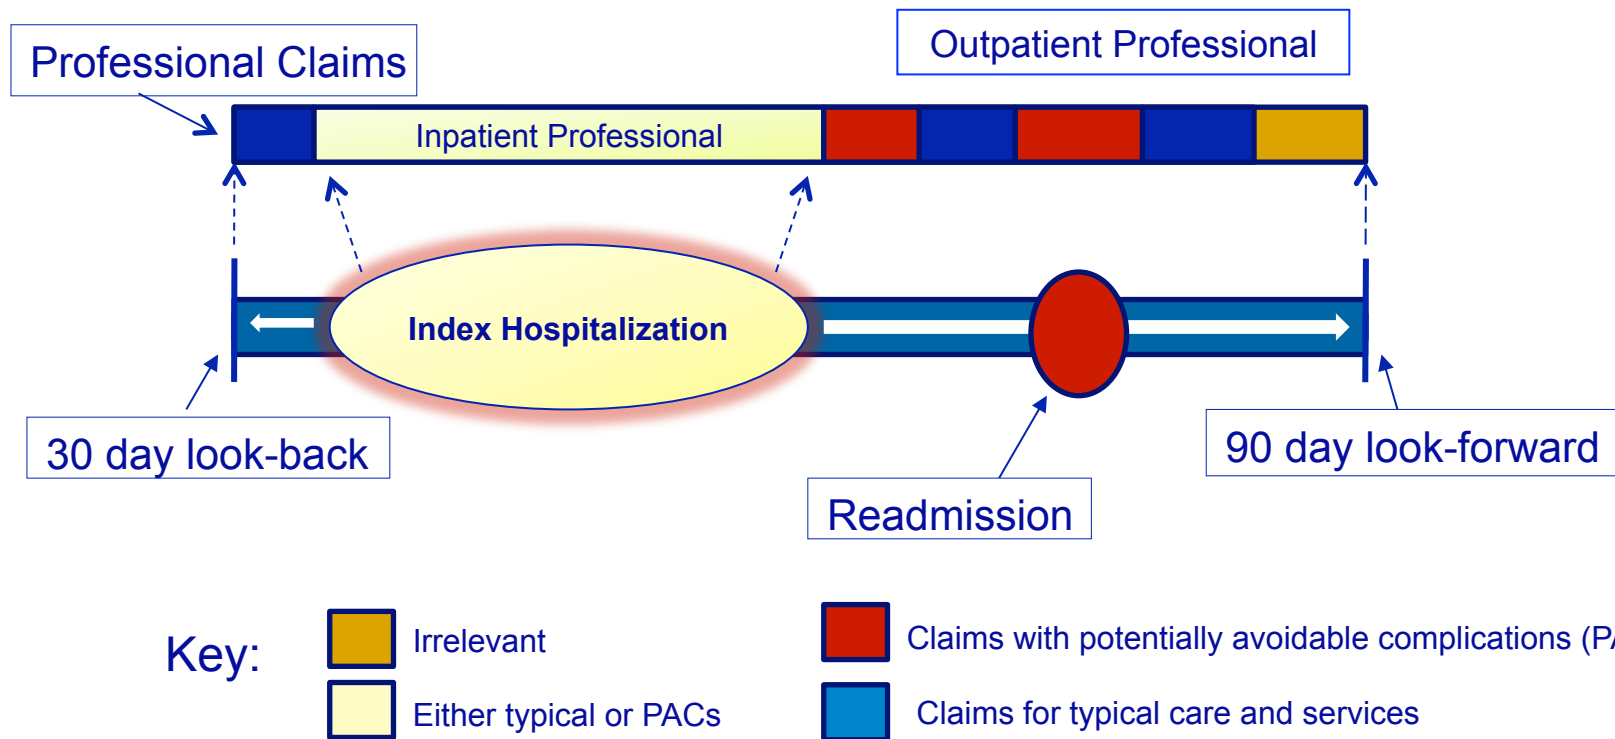 Professional Claims
Outpatient Professional
Inpatient Professional
Index Hospitalization
30 day look-back
90 day look-forward
Readmission
Key:
Irrelevant
Claims with potentially avoidable complications (PA
Either typical or PACs
Claims for typical care and services